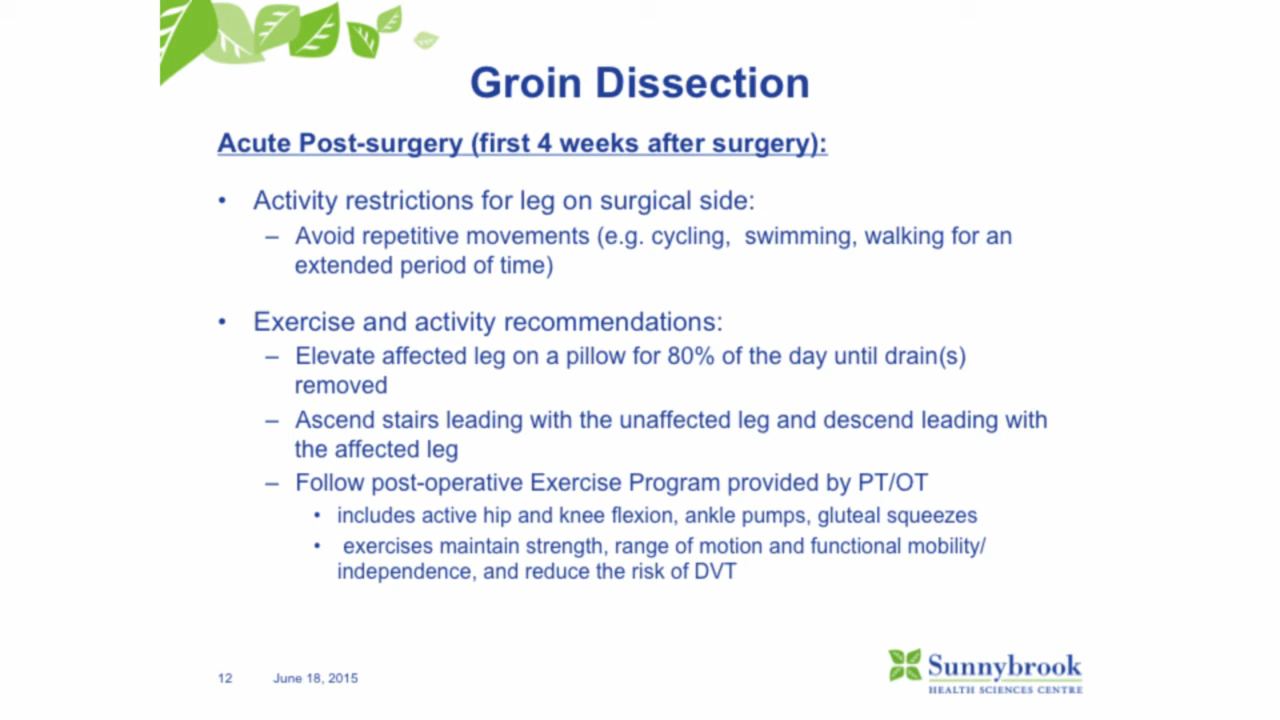 Groin Dissection
Acute Post-surgery (first 4 weeks after surgery):
• Activity restrictions for leg on surgical side:
– Avoid repetitive movements (e.g. cycling,  swimming, walking for an
extended period of time)
• Exercise and activity recommendations:
– Elevate affected leg on a pillow for 80% of the day until drain(s)
removed
– Ascend stairs leading with the unaffected leg and descend leading with
the affected leg
– Follow post-operative Exercise Program provided by PT/OT
• includes active hip and knee flexion, ankle pumps, gluteal squeezes
• exercises maintain strength, range of motion and functional mobility/
independence, and reduce the risk of DVT
12 June 18, 2015
Sunnybrook
HEALTH SCIENCES CENTRE